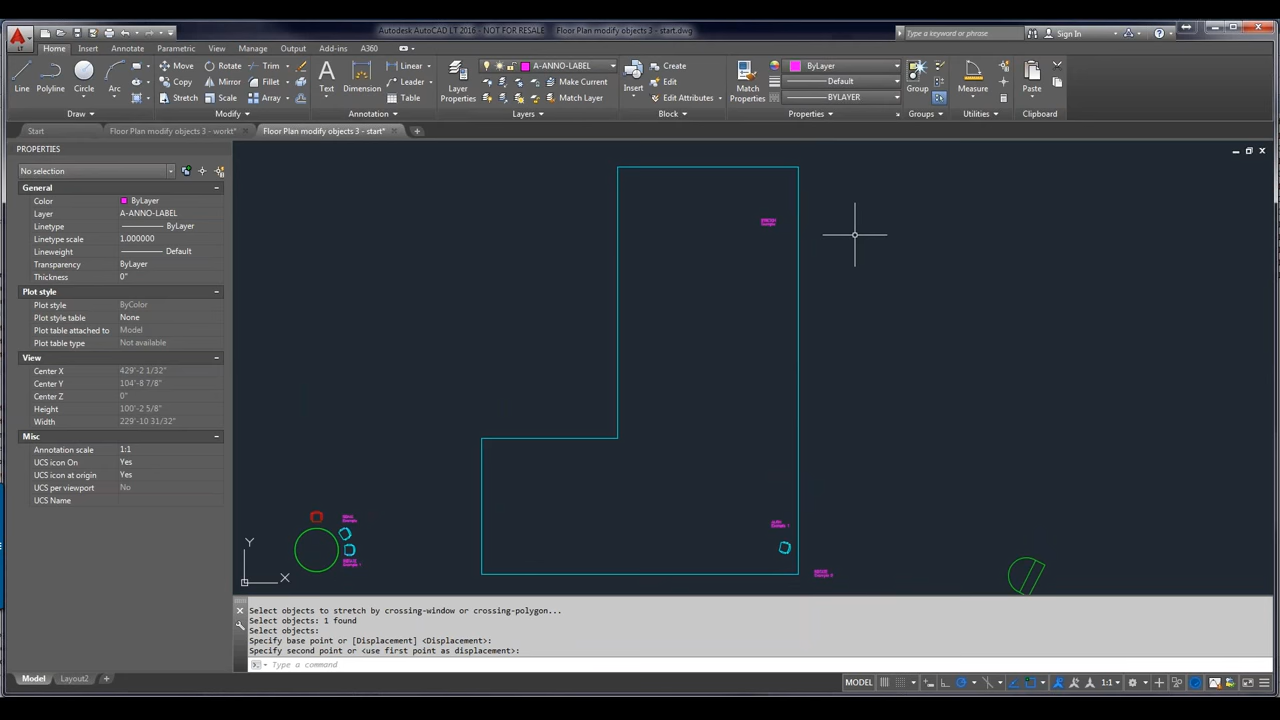 Autodesk AutoCAD LT 2016 - NOT FOR RESALE Floor Plan modify objects 3 - start.dwg
Type a keyword or phrase
Sign In
LT
Home Insert Annotate Parametric View Manage Output Add-ins A360
Line Polyline Circle Arc
Move Rotate Trim
Copy Mirror Fillet
Stretch Scale Array
Text Dimension
Linear
Leader
Table
Layer Properties
A-ANNO-LABEL
Make Current
Match Layer
Insert
Create
Edit
Edit Attributes
Match Properties
ByLayer
Default
BYLAYER
Group
Measure
Paste
Draw Modify Annotation Layers Block Properties Groups Utilities Clipboard
Start Floor Plan modify objects 3 - workt* Floor Plan modify objects 3 - start*
PROPERTIES
No selection
General
Color ByLayer
Layer A-ANNO-LABEL
Linetype ByLayer
Linetype scale 1.000000
Lineweight Default
Transparency ByLayer
Thickness 0"
Plot style
Plot style ByColor
Plot style table None
Plot table attached to Model
Plot table type Not available
View
Center X 429'-2 1/32"
Center Y 104'-8 7/8"
Center Z 0"
Height 100'-2 5/8"
Width 229'-10 31/32"
Misc
Annotation scale 1:1
UCS icon On Yes
UCS icon at origin Yes
UCS per viewport No
UCS Name
Y
X
Select objects to stretch by crossing-window or crossing-polygon...
Select objects: 1 found
Select objects:
Specify base point or [Displacement] <Displacement>:
Specify second point or <use first point as displacement>:
Type a command
Model Layout2
MODEL
1:1